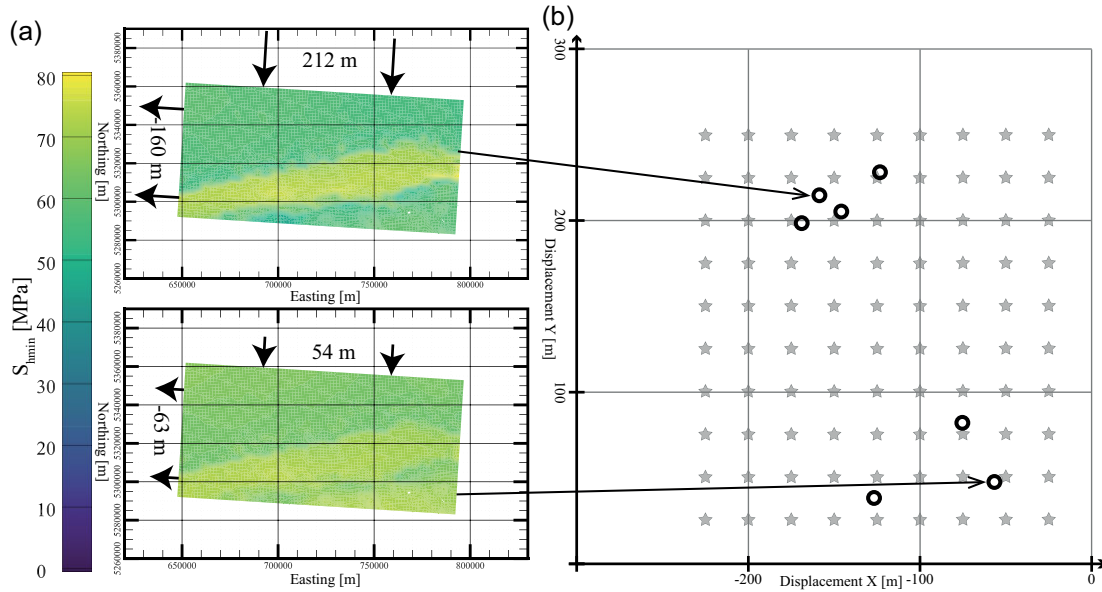 (a)
(b)
80
70
60
50
40
30
20
10
0
S_hmin [MPa]
212 m
-160 m
Northing [m]
5380000
5360000
5340000
5320000
5300000
5280000
5260000
650000
700000
750000
800000
Easting [m]
54 m
-63 m
Northing [m]
5380000
5360000
5340000
5320000
5300000
5280000
5260000
650000
700000
750000
800000
Easting [m]
300
200
100
Displacement Y [m]
-200
Displacement X [m]
-100
0